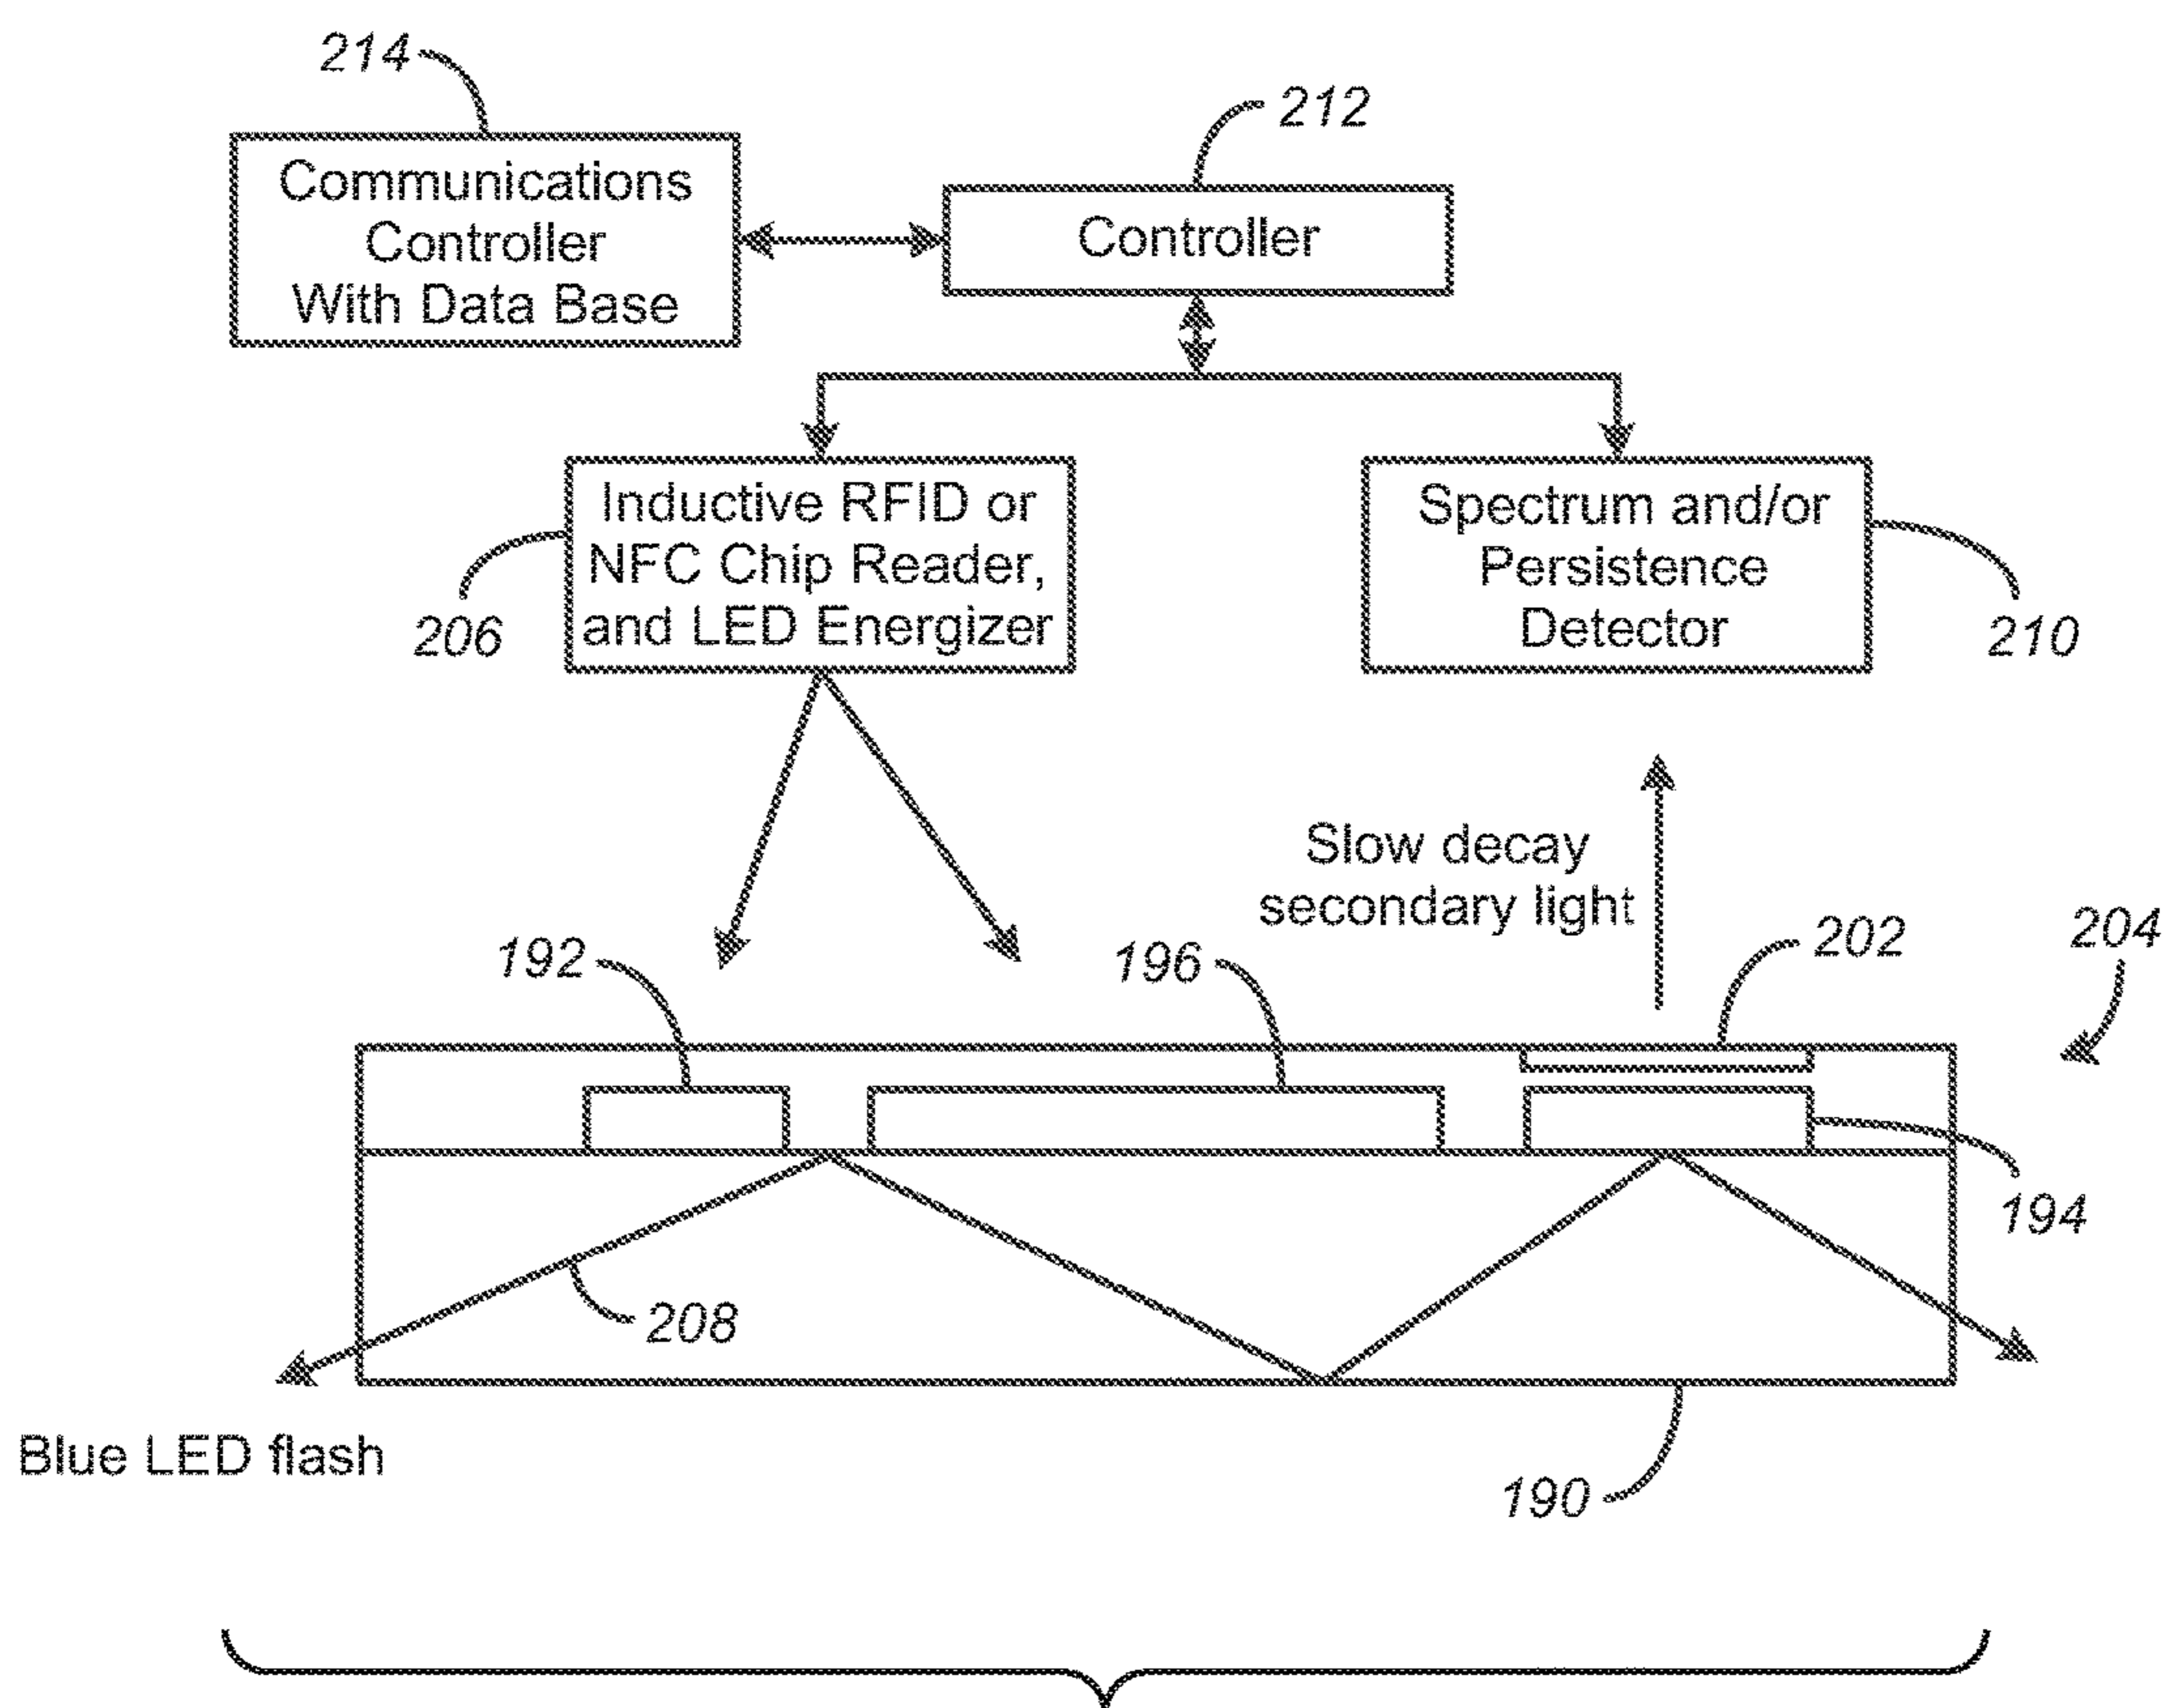 214
212
Communications
Controller
With Data Base
Controller
Inductive RFID or
NFC Chip Reader,
and LED Energizer
206
Spectrum and/or
Persistence
Detector
210
Slow decay
secondary light
192
196
202
204
194
208
Blue LED flash
190